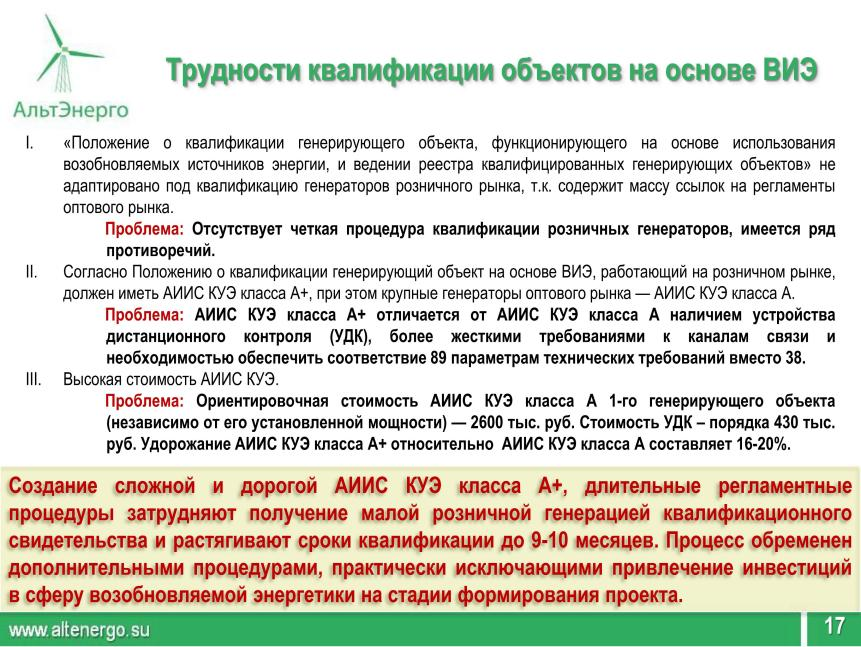 Трудности квалификации объектов на основе ВИЭ
АльтЭнерго
I. «Положение о квалификации генерирующего объекта, функционирующего на основе использования
возобновляемых источников энергии, и ведении реестра квалифицированных генерирующих объектов» не
адаптировано под квалификацию генераторов розничного рынка, т.к. содержит массу ссылок на регламенты
оптового рынка.
Проблема: Отсутствует четкая процедура квалификации розничных генераторов, имеется ряд
противоречий.
II. Согласно Положению о квалификации генерирующий объект на основе ВИЭ, работающий на розничном рынке,
должен иметь АИИС КУЭ класса А+, при этом крупные генераторы оптового рынка — АИИС КУЭ класса А.
Проблема: АИИС КУЭ класса А+ отличается от АИИС КУЭ класса А наличием устройства
дистанционного контроля (УДК), более жесткими требованиями к каналам связи и
необходимостью обеспечить соответствие 89 параметрам технических требований вместо 38.
III. Высокая стоимость АИИС КУЭ.
Проблема: Ориентировочная стоимость АИИС КУЭ класса А 1-го генерирующего объекта
(независимо от его установленной мощности) — 2600 тыс. руб. Стоимость УДК – порядка 430 тыс.
руб. Удорожание АИИС КУЭ класса А+ относительно АИИС КУЭ класса А составляет 16-20%.
Создание сложной и дорогой АИИС КУЭ класса А+, длительные регламентные
процедуры затрудняют получение малой розничной генерацией квалификационного
свидетельства и растягивают сроки квалификации до 9-10 месяцев. Процесс обременен
дополнительными процедурами, практически исключающими привлечение инвестиций
в сферу возобновляемой энергетики на стадии формирования проекта.
www.altenergo.su
17